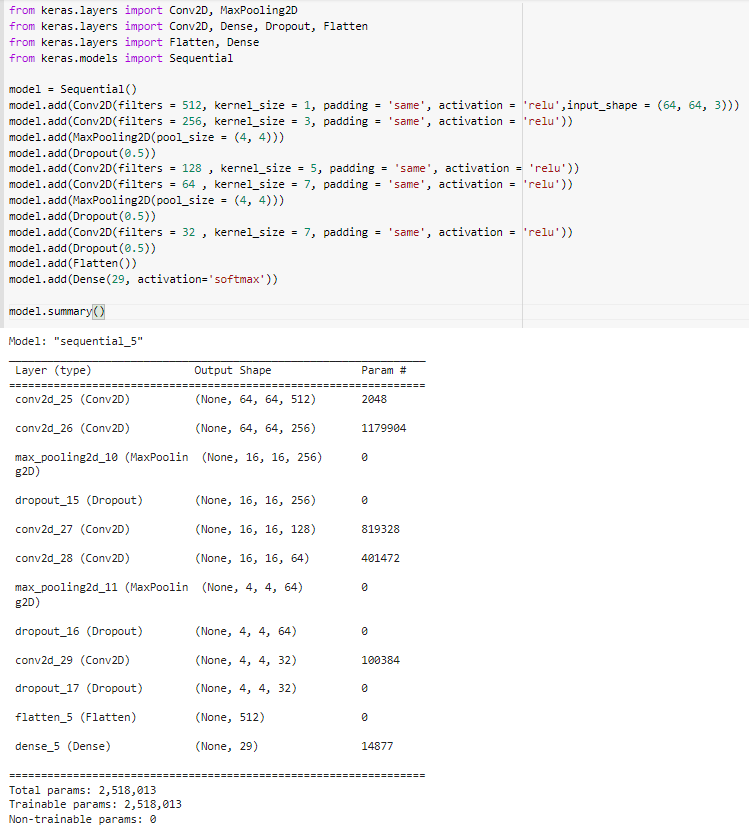 from keras.layers import Conv2D, MaxPooling2D
from keras.layers import Conv2D, Dense, Dropout, Flatten
from keras.layers import Flatten, Dense
from keras.models import Sequential
model = Sequential()
model.add(Conv2D(filters = 512, kernel_size = 1, padding = 'same', activation = 'relu',input_shape = (64, 64, 3)))
model.add(Conv2D(filters = 256, kernel_size = 3, padding = 'same', activation = 'relu'))
model.add(MaxPooling2D(pool_size = (4, 4)))
model.add(Dropout(0.5))
model.add(Conv2D(filters = 128 , kernel_size = 5, padding = 'same', activation = 'relu'))
model.add(Conv2D(filters = 64 , kernel_size = 7, padding = 'same', activation = 'relu'))
model.add(MaxPooling2D(pool_size = (4, 4)))
model.add(Dropout(0.5))
model.add(Conv2D(filters = 32 , kernel_size = 7, padding = 'same', activation = 'relu'))
model.add(Dropout(0.5))
model.add(Flatten())
model.add(Dense(29, activation='softmax'))
model.summary()
Model: "sequential_5"
Layer (type) Output Shape Param #
conv2d_25 (Conv2D) (None, 64, 64, 512) 2048
conv2d_26 (Conv2D) (None, 64, 64, 256) 1179904
max_pooling2d_10 (MaxPoolin (None, 16, 16, 256) 0
g2D)
dropout_15 (Dropout) (None, 16, 16, 256) 0
conv2d_27 (Conv2D) (None, 16, 16, 128) 819328
conv2d_28 (Conv2D) (None, 16, 16, 64) 401472
max_pooling2d_11 (MaxPoolin (None, 4, 4, 64) 0
g2D)
dropout_16 (Dropout) (None, 4, 4, 64) 0
conv2d_29 (Conv2D) (None, 4, 4, 32) 100384
dropout_17 (Dropout) (None, 4, 4, 32) 0
flatten_5 (Flatten) (None, 512) 0
dense_5 (Dense) (None, 29) 14877
Total params: 2,518,013
Trainable params: 2,518,013
Non-trainable params: 0